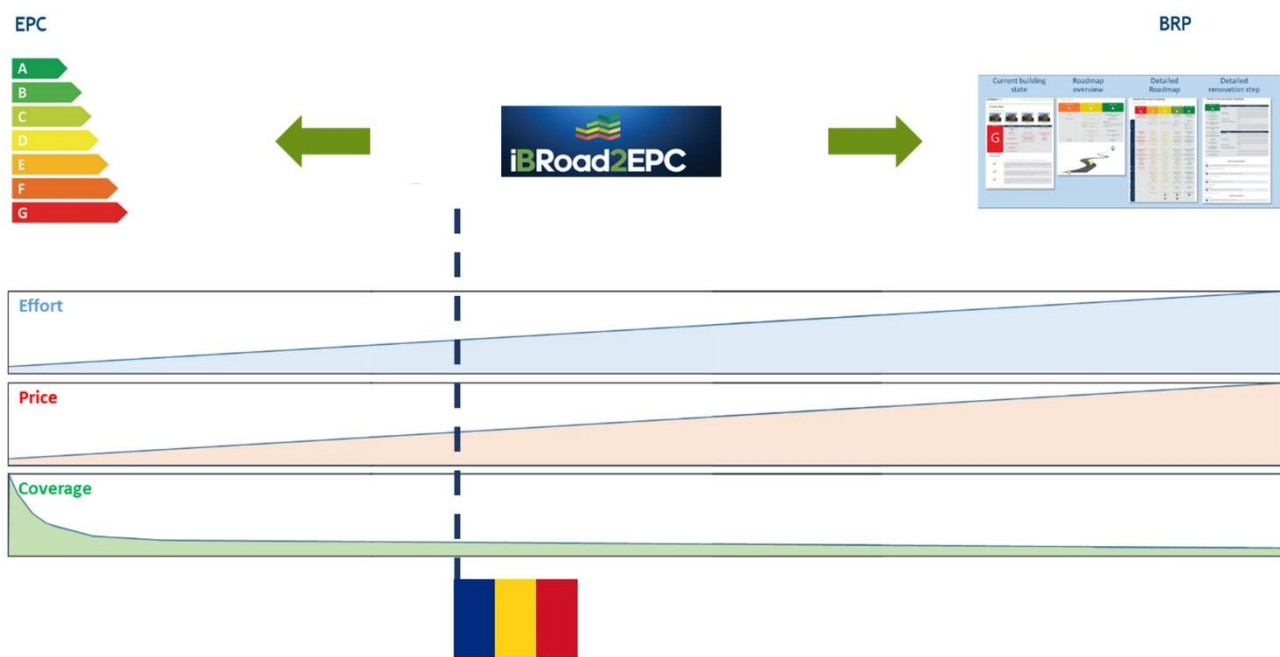 EPC
BRP
A
B
C
D
E
F
G
iBRoad2EPC
Current building
state
Roadmap
overview
Detailed
Roadmap
Detailed
renovation step
G
Effort
Price
Coverage